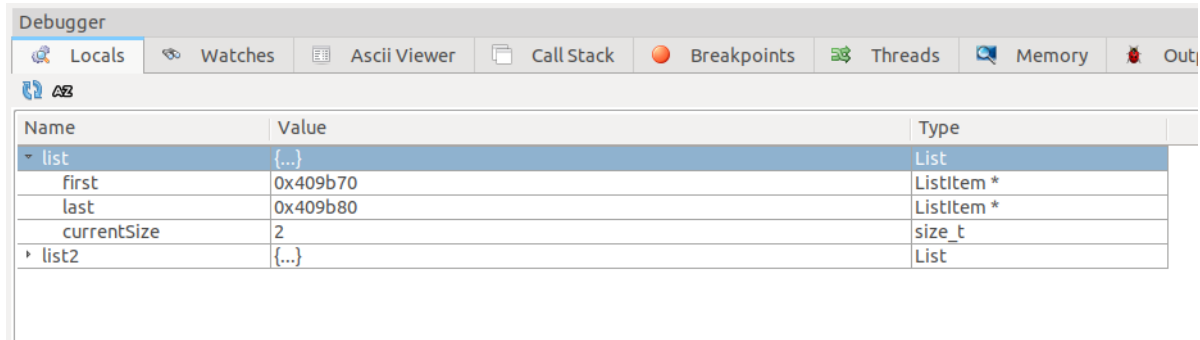 Debugger
Locals Watches Ascii Viewer Call Stack Breakpoints Threads Memory
AZ
Name Value Type
list {...} List
first 0x409b70 ListItem *
last 0x409b80 ListItem *
currentSize 2 size_t
list2 {...} List